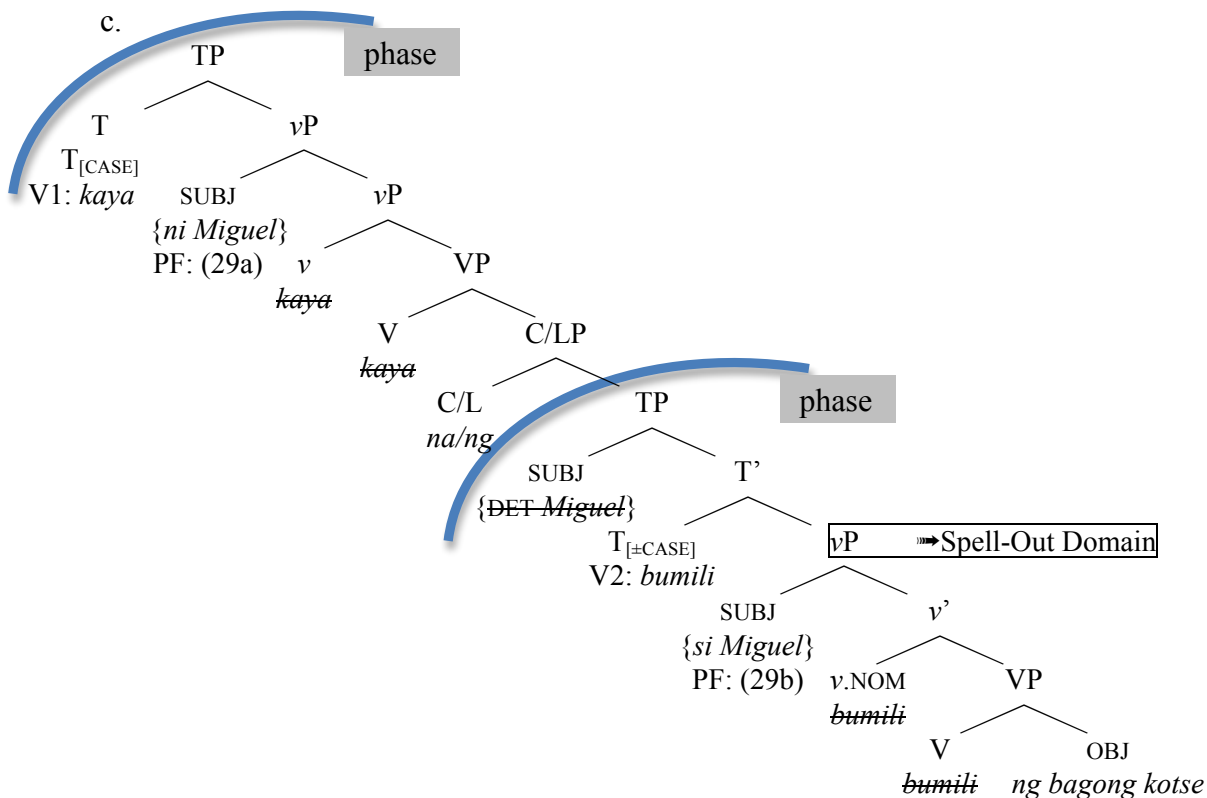 c.
TP phase
T vP
T[CASE]
V1: kaya SUBJ vP
{ni Miguel}
PF: (29a) v VP
kaya
V C/LP
kaya
C/L TP phase
na/ng
SUBJ T’
{DET Miguel}
T[±CASE] vP ➠Spell-Out Domain
V2: bumili
SUBJ v’
{si Miguel}
PF: (29b) v.NOM VP
bumili
V OBJ
bumili ng bagong kotse